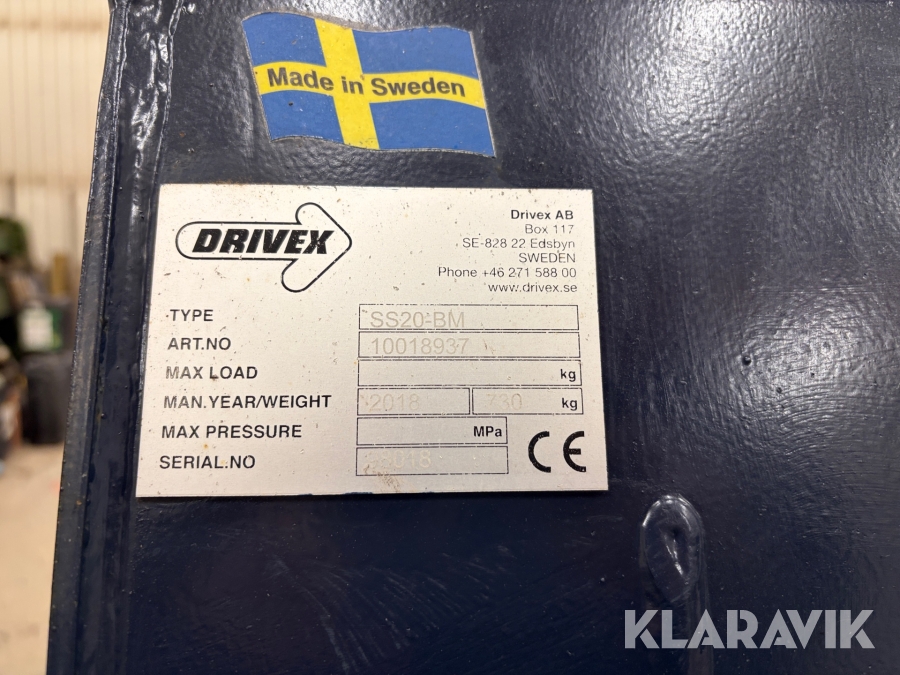 Made in Sweden
DRIVEX
Drivex AB
Box 117
SE-828 22 Edsbyn
SWEDEN
Phone +46 271 588 00
www.drivex.se
TYPE SS20-BM
ART.NO 10018937
MAX LOAD kg
MAN.YEAR/WEIGHT 2018 730 kg
MAX PRESSURE MPa
SERIAL.NO
CE
KLARAVIK